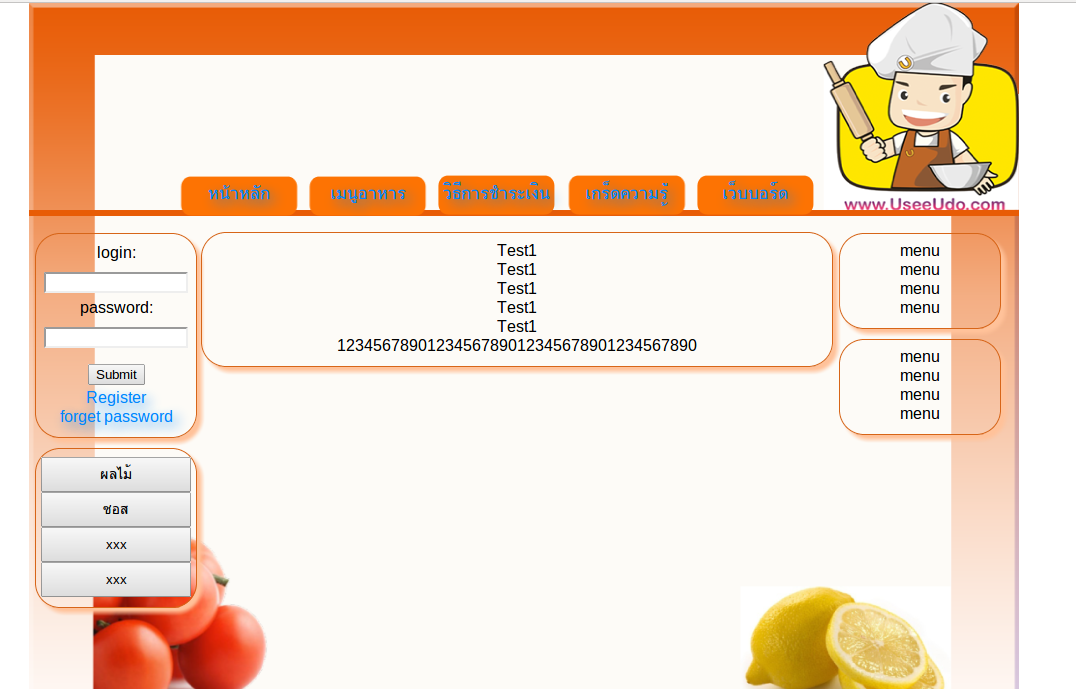 www.UseeUdo.com
หน้าหลัก
เมนูอาหาร
วิธีการชำระเงิน
เกร็ดความรู้
เว็บบอร์ด
login:
password:
Submit
Register
forget password
ผลไม้
ซอส
xxx
xxx
Test1
Test1
Test1
Test1
Test1
1234567890123456789012345678901234567890
menu
menu
menu
menu
menu
menu
menu
menu